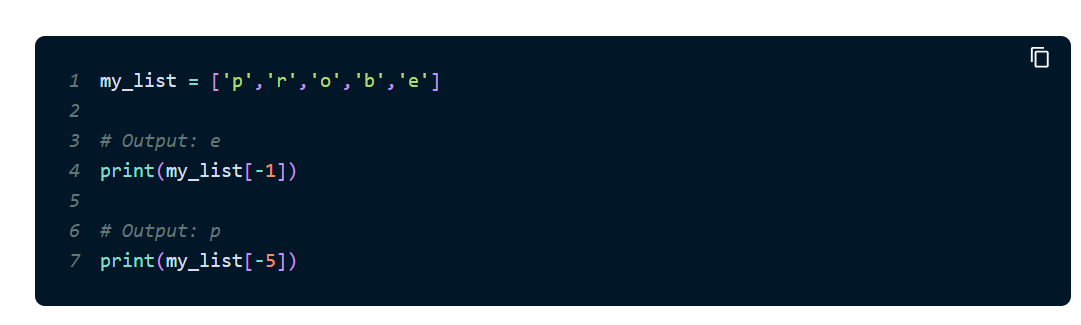 1 my_list = ['p','r','o','b','e']
2
3 # Output: e
4 print(my_list[-1])
5
6 # Output: p
7 print(my_list[-5])